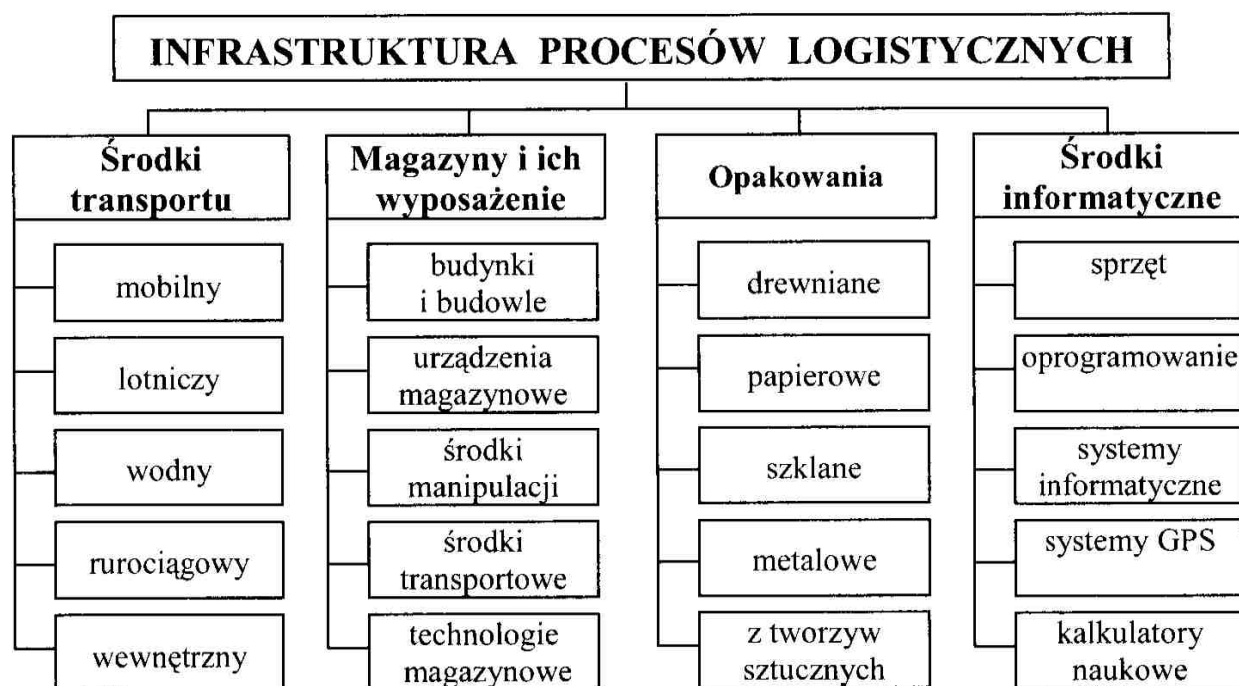 INFRASTRUKTURA PROCESÓW LOGISTYCZNYCH
Środki
transportu
mobilny
lotniczy
wodny
rurociągowy
wewnętrzny
Magazyny i ich
wyposażenie
budynki
i budowle
urządzenia
magazynowe
środki
manipulacji
środki
transportowe
technologie
magazynowe
Opakowania
drewniane
papierowe
szklane
metalowe
z tworzyw
sztucznych
Środki
informatyczne
sprzęt
oprogramowanie
systemy
informatyczne
systemy GPS
kalkulatory
naukowe